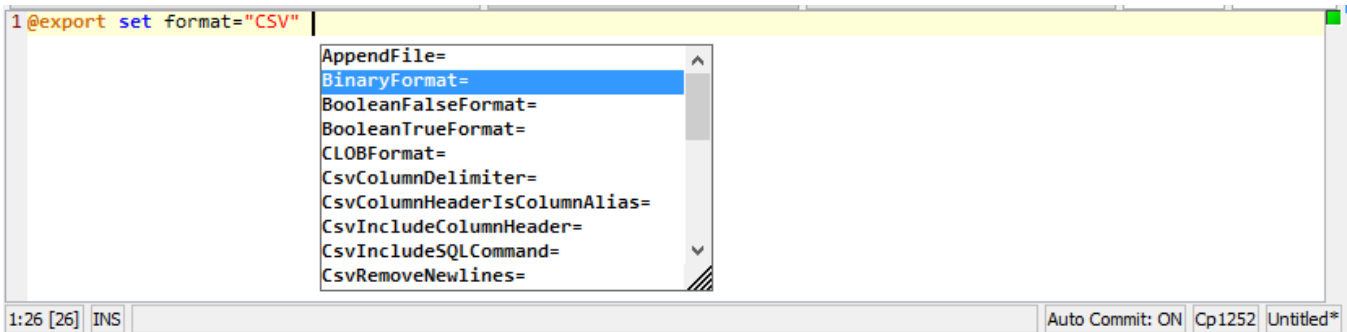 1 @export set format="CSV"
AppendFile=
BinaryFormat=
BooleanFalseFormat=
BooleanTrueFormat=
CLOBFormat=
CsvColumnDelimiter=
CsvColumnHeaderIsColumnAlias=
CsvIncludeColumnHeader=
CsvIncludeSQLCommand=
CsvRemoveNewlines=
1:26 [26] INS Auto Commit: ON Cp1252 Untitled*